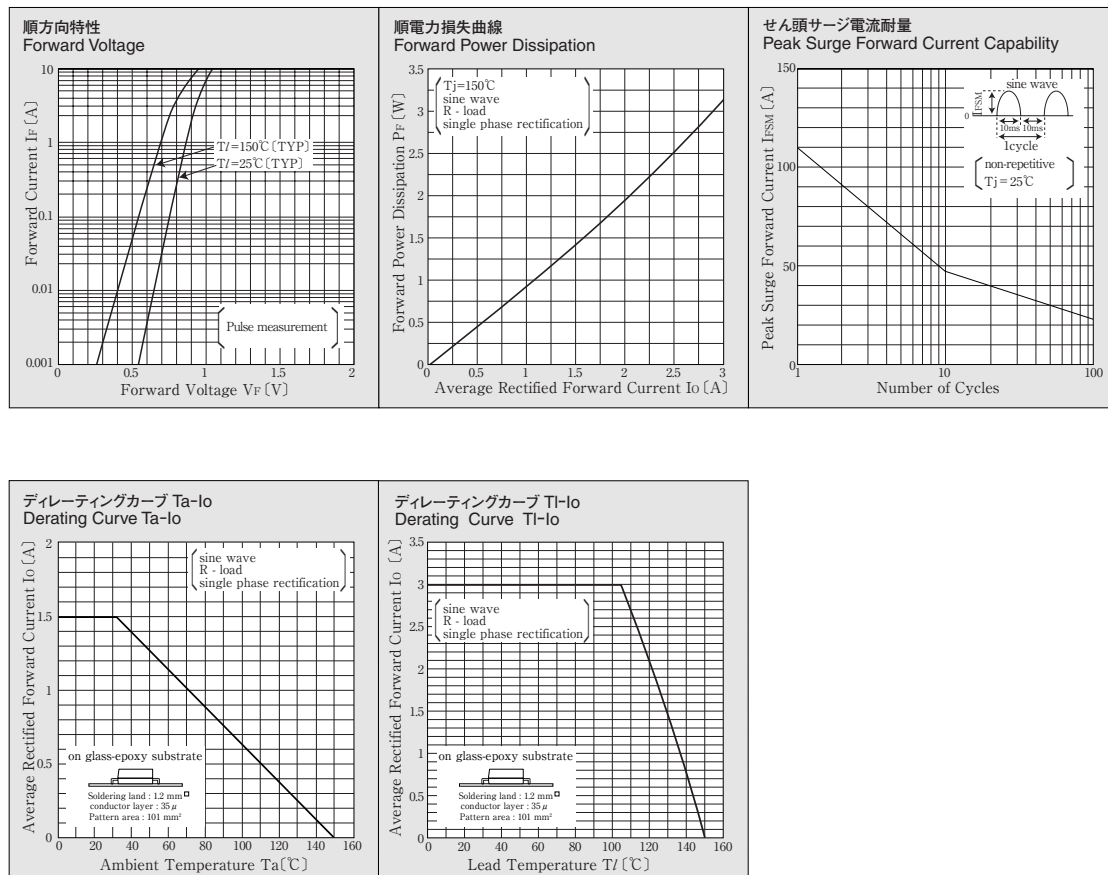 順方向特性
Forward Voltage
10
1
0.1
0.01
0.001
Forward Current IF〔A〕
Tl=150℃〔TYP〕
Tl=25℃〔TYP〕
Pulse measurement
0
0.5
1
1.5
2
Forward Voltage VF〔V〕
順電力損失曲線
Forward Power Dissipation
3.5
3
2.5
2
1.5
1
0.5
0
Forward Power Dissipation PF〔W〕
Tj=150℃
sine wave
R - load
single phase rectification
0
0.5
1
1.5
2
2.5
3
Average Rectified Forward Current IO〔A〕
せん頭サージ電流耐量
Peak Surge Forward Current Capability
150
100
50
0
Peak Surge Forward Current IFSM〔A〕
sine wave
IFSM
0
10ms 10ms
1cycle
non-repetitive
Tj = 25℃
1
10
100
Number of Cycles
ディレーティングカーブ Ta-Io
Derating Curve Ta-Io
2
1.5
1
0.5
0
Average Rectified Forward Current IO〔A〕
sine wave
R - load
single phase rectification
on glass-epoxy substrate
Soldering land : 1.2 mm□
conductor layer : 35μ
Pattern area : 101 mm²
0 20 40 60 80 100 120 140 160
Ambient Temperature Ta〔℃〕
ディレーティングカーブ Tl-Io
Derating Curve Tl-Io
3.5
3
2.5
2
1.5
1
0.5
0
Average Rectified Forward Current IO〔A〕
sine wave
R - load
single phase rectification
on glass-epoxy substrate
Soldering land : 1.2 mm□
conductor layer : 35μ
Pattern area : 101 mm²
0 20 40 60 80 100 120 140 160
Lead Temperature Tl〔℃〕